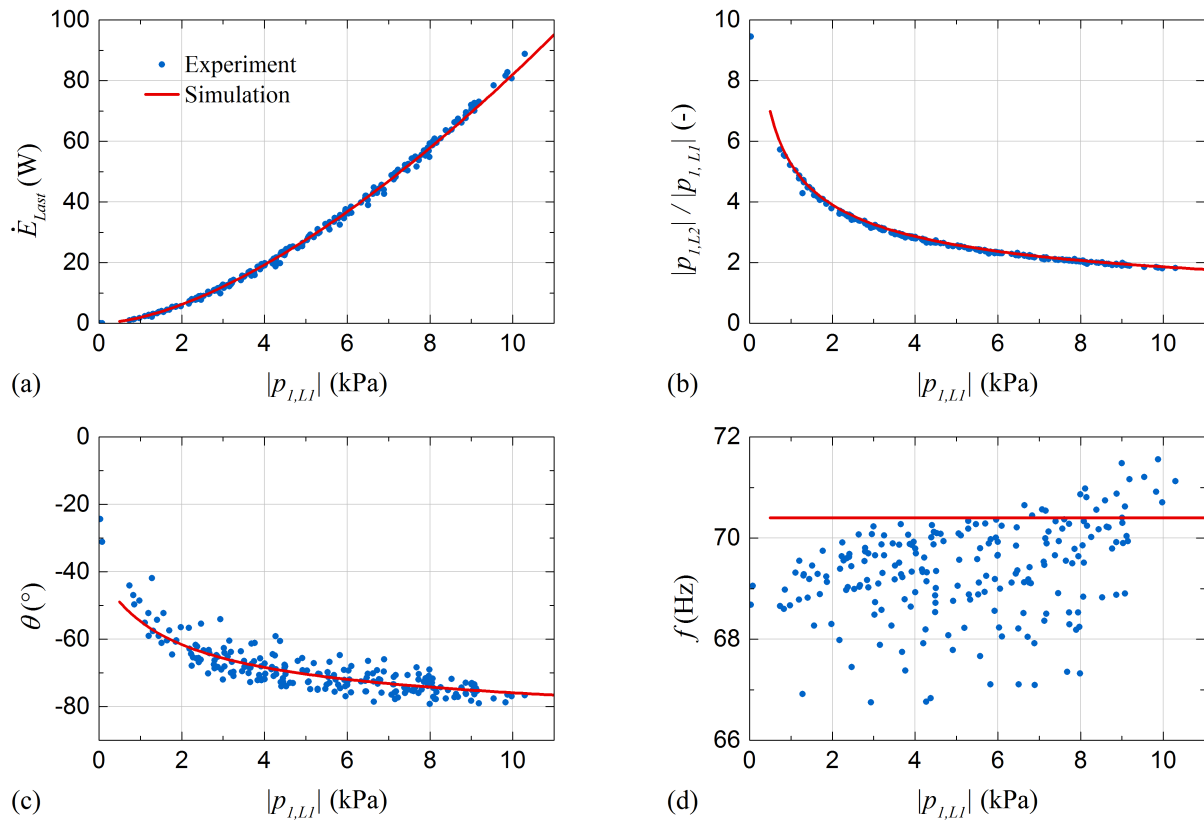 100
80
60
40
20
0
Ė_Last (W)
Experiment
Simulation
0 2 4 6 8 10
(a) |p_1,L1| (kPa)
10
8
6
4
2
0
|p_1,L2| / |p_1,L1| (-)
0 2 4 6 8 10
(b) |p_1,L1| (kPa)
0
-20
-40
-60
-80
θ (°)
0 2 4 6 8 10
(c) |p_1,L1| (kPa)
72
70
68
66
f (Hz)
0 2 4 6 8 10
(d) |p_1,L1| (kPa)